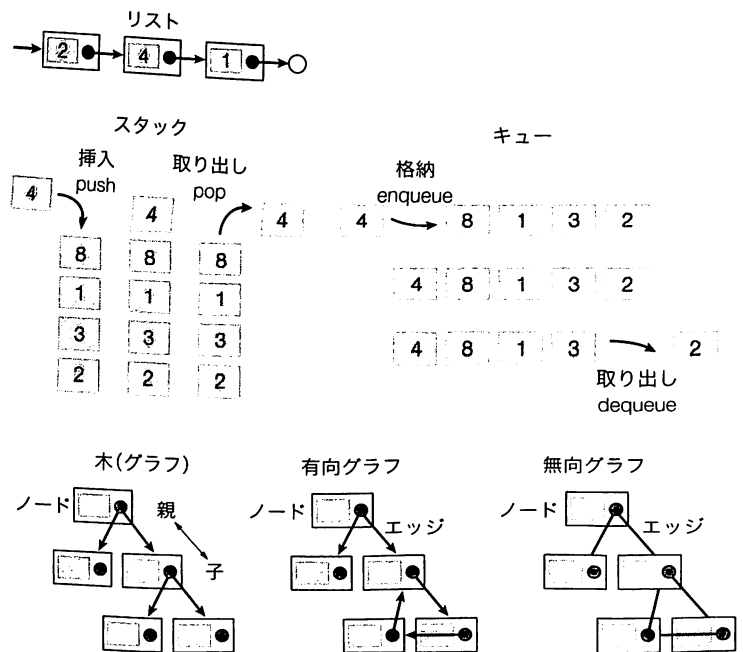 リスト
2 4 1
スタック
挿入
push
取り出し
pop
4
4
4
8 8 8
1 1 1
3 3 3
2 2 2
キュー
格納
enqueue
4 8 1 3 2
4 8 1 3 2
4 8 1 3 2
取り出し
dequeue
木(グラフ)
ノード
親
子
有向グラフ
ノード
エッジ
無向グラフ
ノード
エッジ